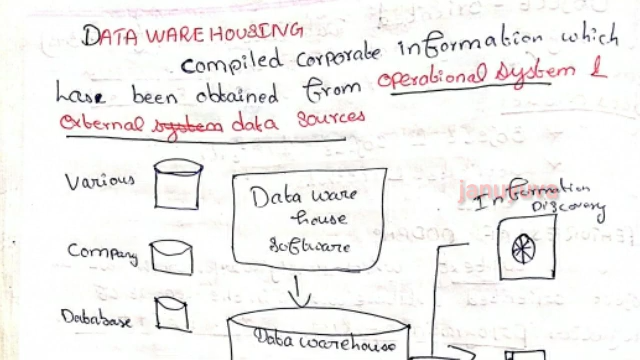 DATA WAREHOUSING
compiled corporate information which
have been obtained from operational system &
external system data sources
Various
Data ware
house
software
Information
Discovery
Company
Database
Data warehouse